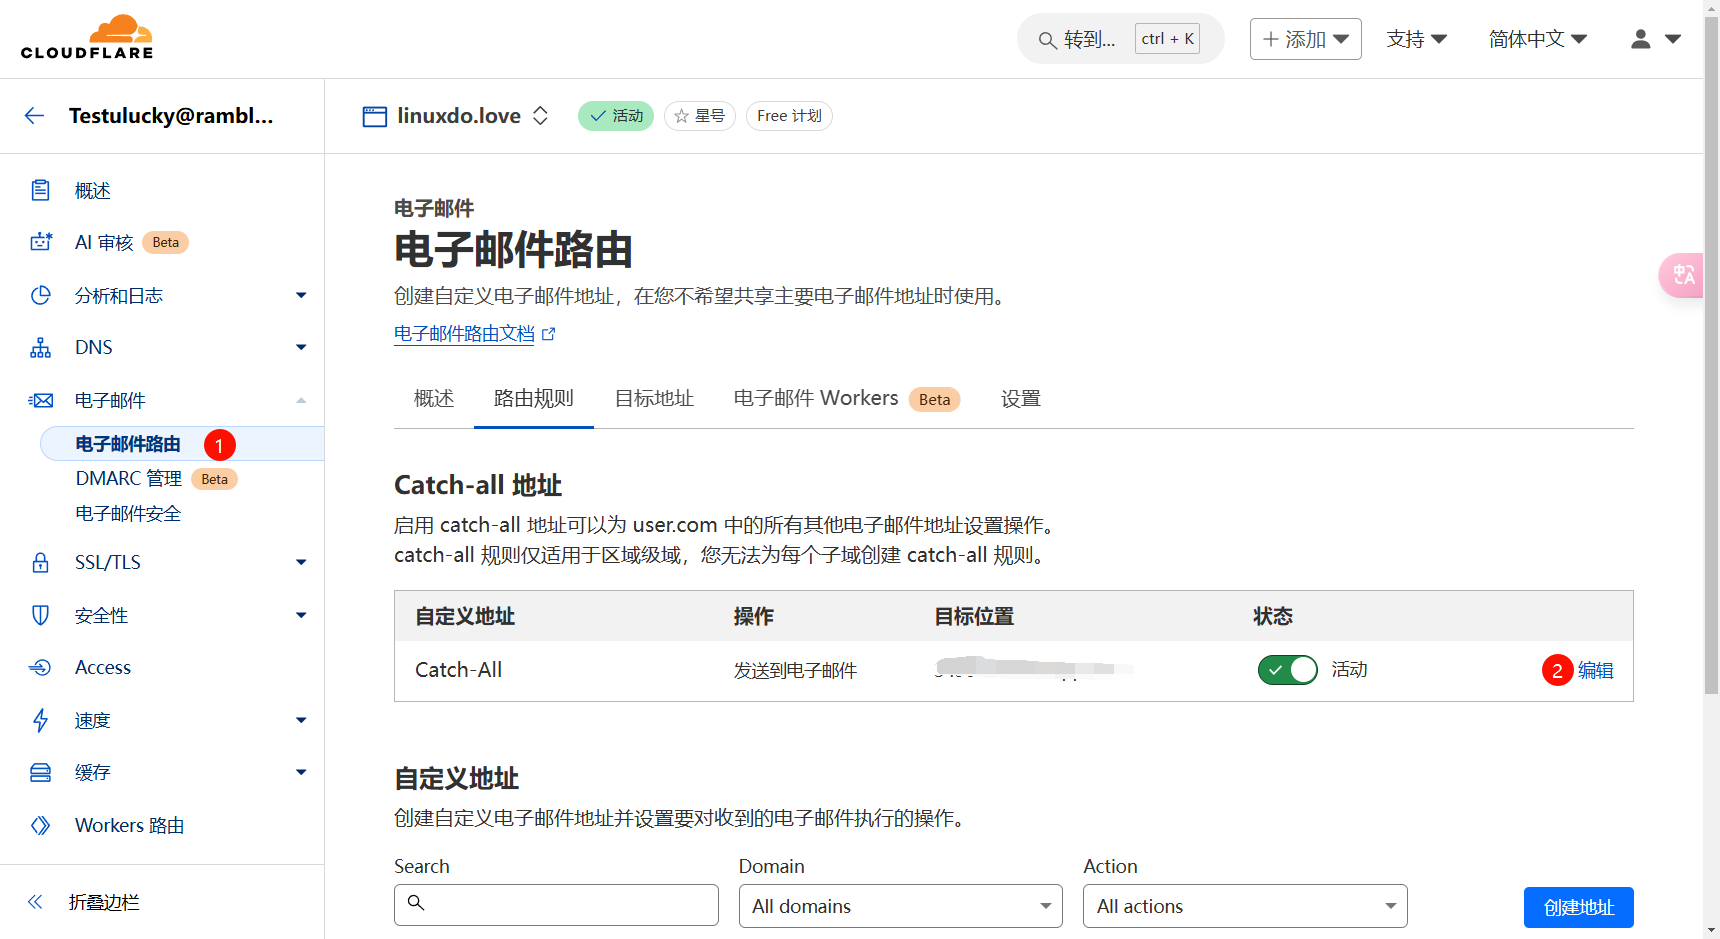 CLOUDFLARE
转到... ctrl + K
添加
支持
简体中文
Testulucky@rambl...
linuxdo.love
活动
星号
Free 计划
概述
AI 审核 Beta
分析和日志
DNS
电子邮件
电子邮件路由 1
DMARC 管理 Beta
电子邮件安全
SSL/TLS
安全性
Access
速度
缓存
Workers 路由
折叠边栏
电子邮件
电子邮件路由
创建自定义电子邮件地址，在您不希望共享主要电子邮件地址时使用。
电子邮件路由文档
概述 路由规则 目标地址 电子邮件 Workers Beta 设置
Catch-all 地址
启用 catch-all 地址可以为 user.com 中的所有其他电子邮件地址设置操作。
catch-all 规则仅适用于区域级域，您无法为每个子域创建 catch-all 规则。
自定义地址 操作 目标位置 状态
Catch-All 发送到电子邮件 活动 2 编辑
自定义地址
创建自定义电子邮件地址并设置要对收到的电子邮件执行的操作。
Search Domain Action
All domains All actions 创建地址
中A